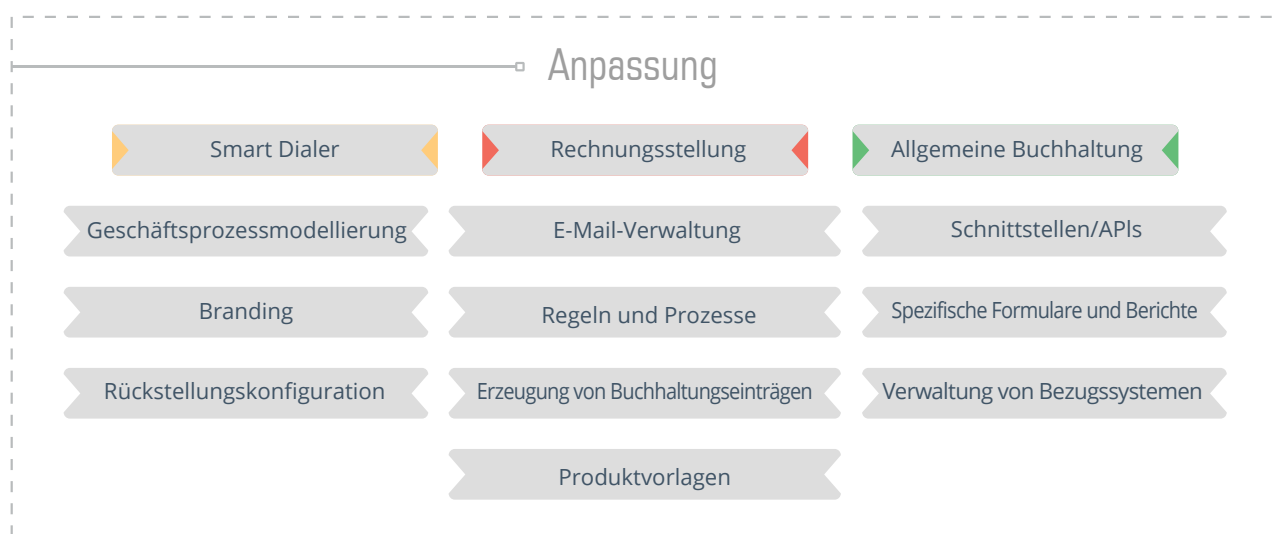 Anpassung
Smart Dialer
Rechnungsstellung
Allgemeine Buchhaltung
Geschäftsprozessmodellierung
E-Mail-Verwaltung
Schnittstellen/APls
Branding
Regeln und Prozesse
Spezifische Formulare und Berichte
Rückstellungskonfiguration
Erzeugung von Buchhaltungseinträgen
Verwaltung von Bezugssystemen
Produktvorlagen